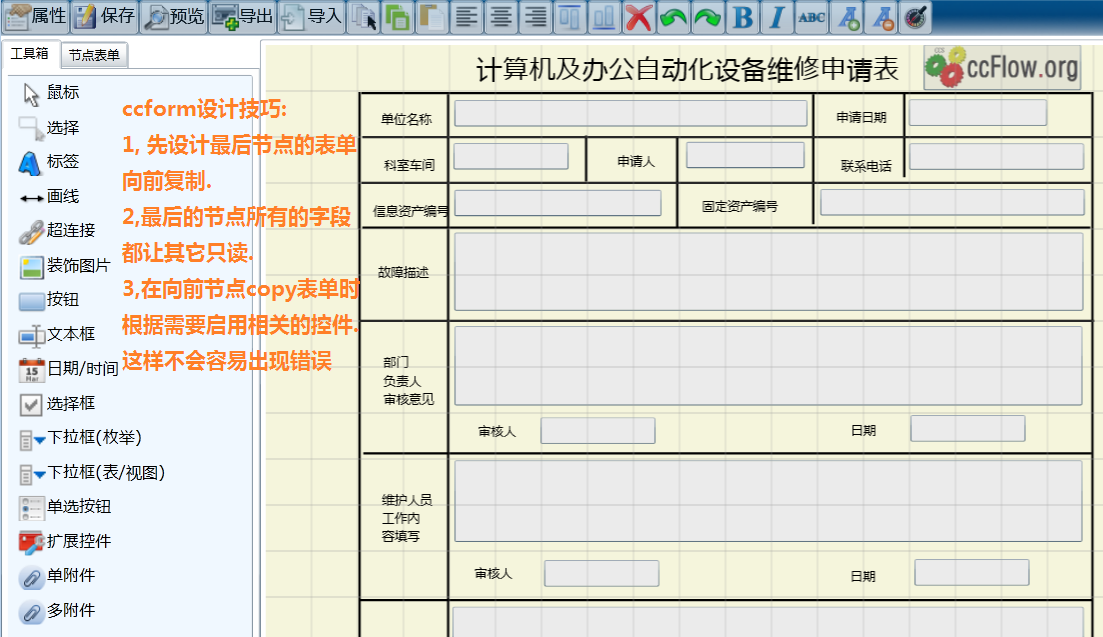 属性 保存 预览 导出 导入 B I ABC A A
工具箱 节点表单
鼠标
选择
标签
画线
超连接
装饰图片
按钮
文本框
15 Mar 日期/时间
选择框
下拉框(枚举)
下拉框(表/视图)
单选按钮
扩展控件
单附件
多附件
ccform设计技巧:
1, 先设计最后节点的表单
向前复制.
2,最后的节点所有的字段
都让其它只读.
3,在向前节点copy表单时
根据需要启用相关的控件.
这样不会容易出现错误
计算机及办公自动化设备维修申请表
CCS ccFlow.org
单位名称 申请日期
科室车间 申请人 联系电话
信息资产编号 固定资产编号
故障描述
部门
负责人
审核意见
审核人 日期
维护人员
工作内
容填写
审核人 日期